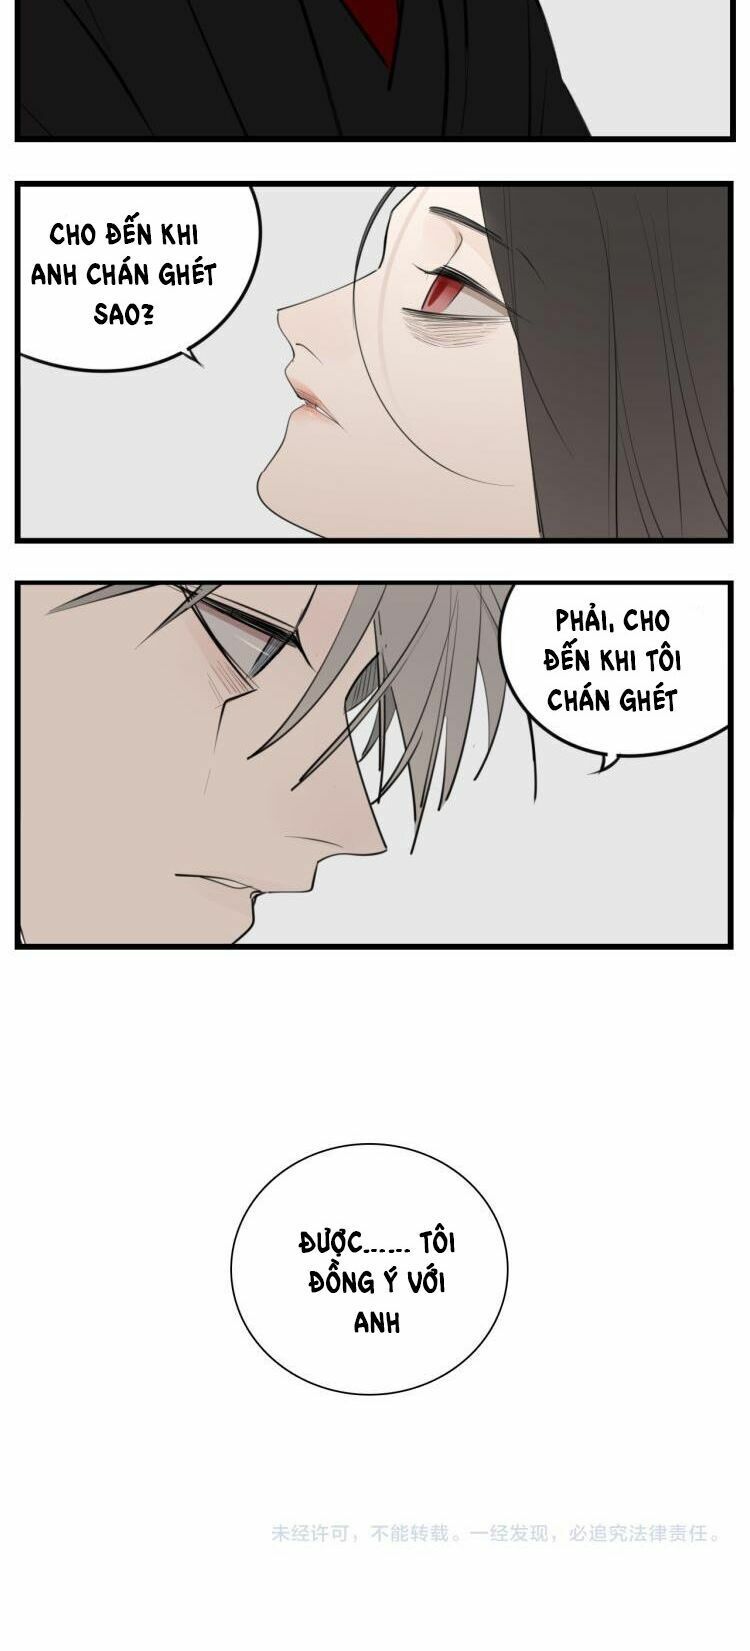 CHO ĐẾN KHI
ANH CHÁN GHÉT
SAO?
PHẢI, CHO
ĐẾN KHI TÔI
CHÁN GHÉT
ĐƯỢC...... TÔI
ĐỒNG Ý VỚI
ANH
未经许可，不能转载。一经发现，必追究法律责任。